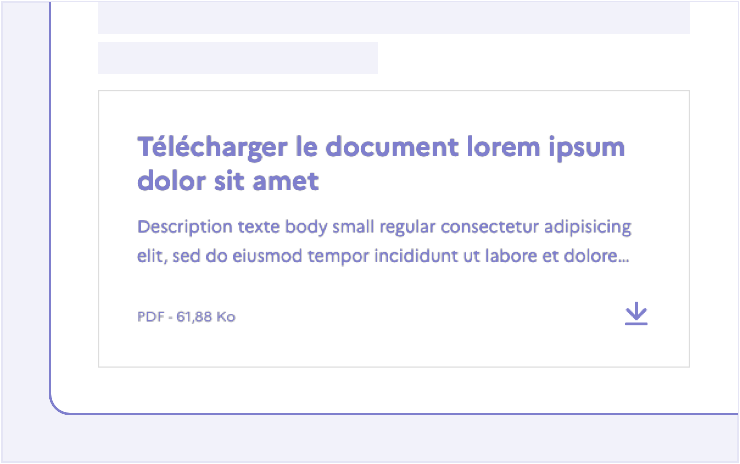 Télécharger le document lorem ipsum
dolor sit amet
Description texte body small regular consectetur adipisicing
elit, sed do eiusmod tempor incididunt ut labore et dolore…
PDF - 61,88 Ko